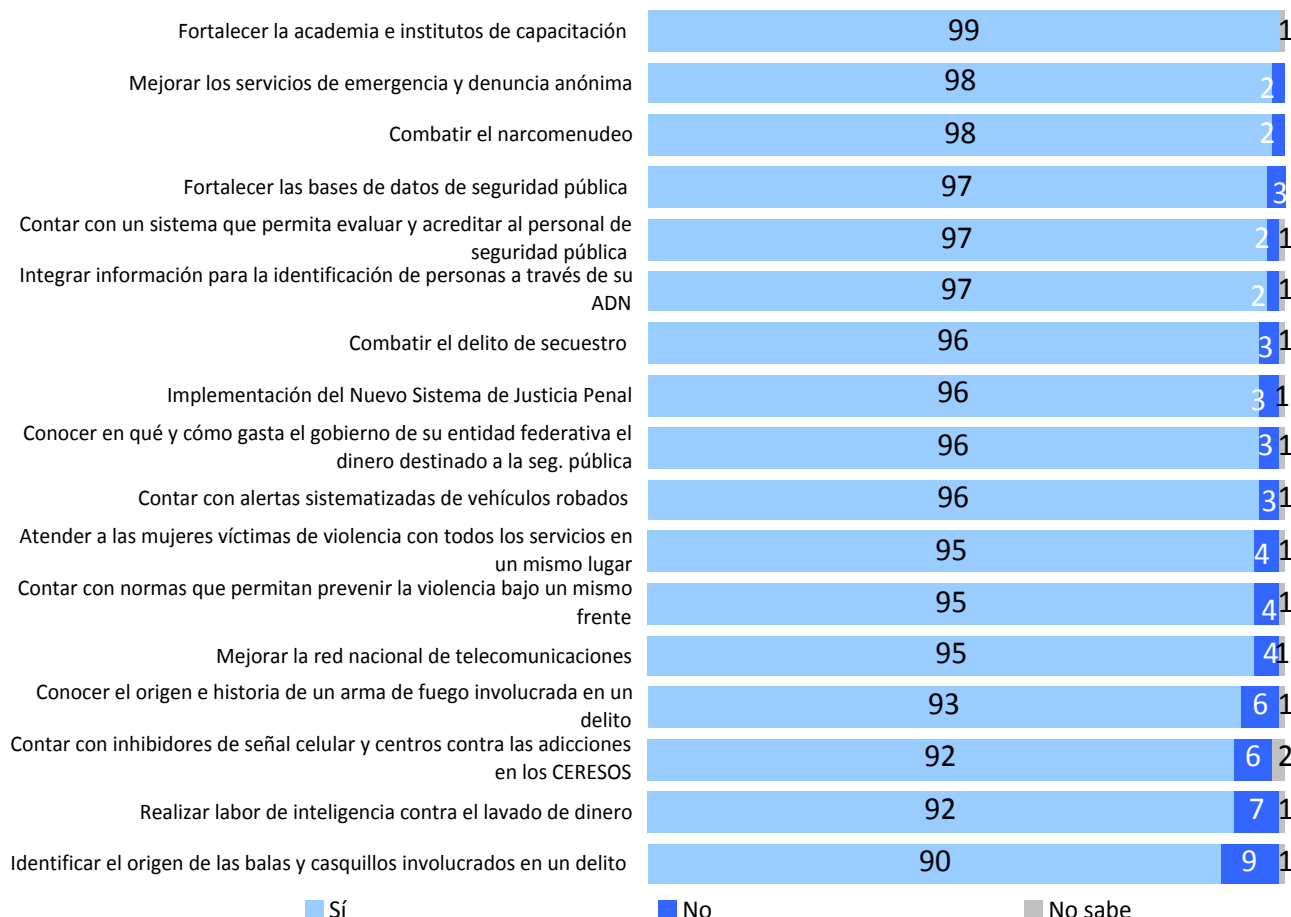 Fortalecer la academia e institutos de capacitación 99 1
Mejorar los servicios de emergencia y denuncia anónima 98 2
Combatir el narcomenudeo 98 2
Fortalecer las bases de datos de seguridad pública 97 3
Contar con un sistema que permita evaluar y acreditar al personal de
seguridad pública 97 2 1
Integrar información para la identificación de personas a través de su
ADN 97 2 1
Combatir el delito de secuestro 96 3 1
Implementación del Nuevo Sistema de Justicia Penal 96 3 1
Conocer en qué y cómo gasta el gobierno de su entidad federativa el
dinero destinado a la seg. pública 96 3 1
Contar con alertas sistematizadas de vehículos robados 96 3 1
Atender a las mujeres víctimas de violencia con todos los servicios en
un mismo lugar 95 4 1
Contar con normas que permitan prevenir la violencia bajo un mismo
frente 95 4 1
Mejorar la red nacional de telecomunicaciones 95 4 1
Conocer el origen e historia de un arma de fuego involucrada en un
delito 93 6 1
Contar con inhibidores de señal celular y centros contra las adicciones
en los CERESOS 92 6 2
Realizar labor de inteligencia contra el lavado de dinero 92 7 1
Identificar el origen de las balas y casquillos involucrados en un delito 90 9 1
Sí No No sabe